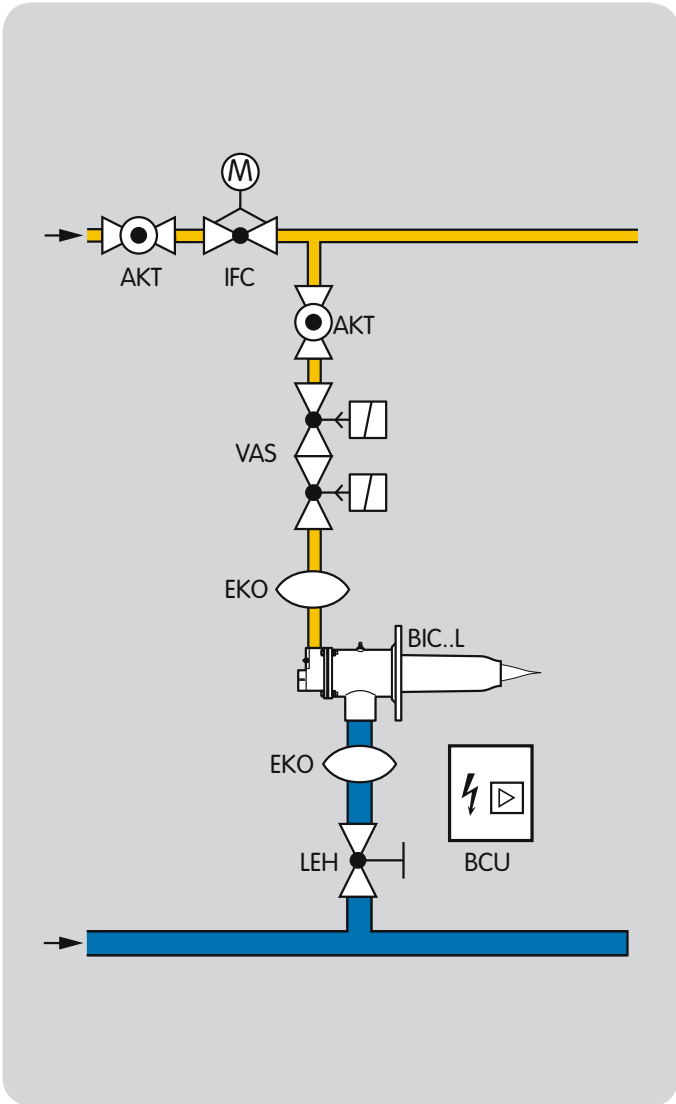 M
AKT
IFC
AKT
VAS
EKO
BIC..L
EKO
LEH
BCU